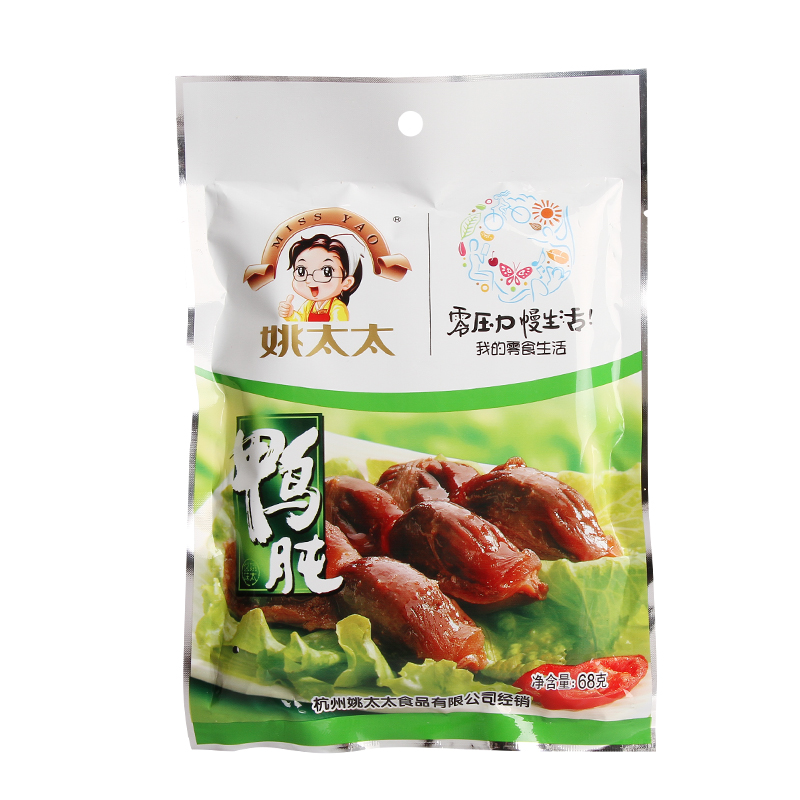 MISS YAO
®
姚太太
零压力慢生活!
我的零食生活
鸭肫
净含量:68克
杭州姚太太食品有限公司经销